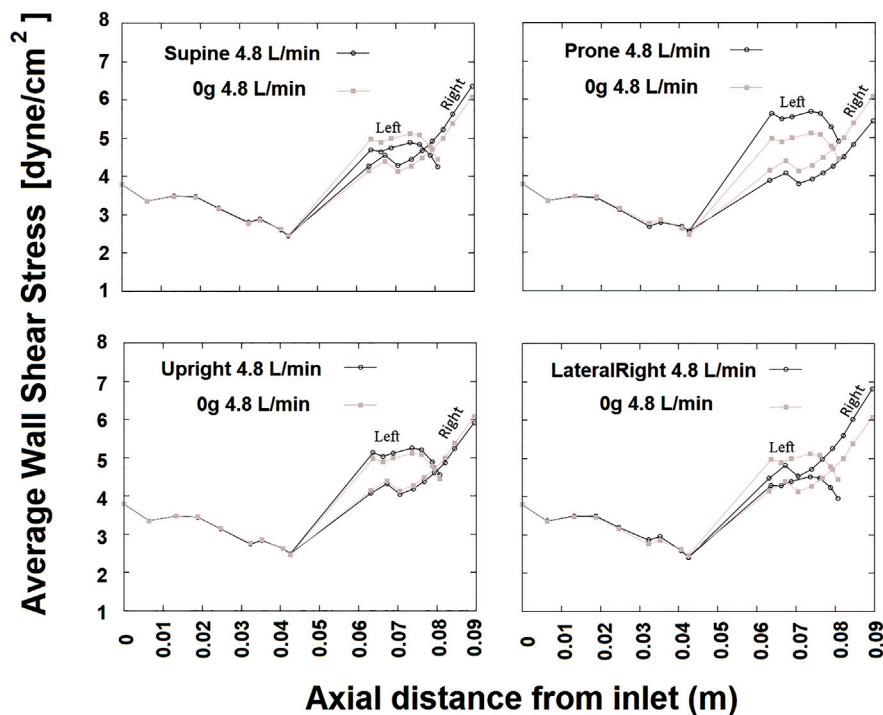 Average Wall Shear Stress [dyne/cm²]
8
7
6
5
4
3
2
1
Supine 4.8 L/min
0g 4.8 L/min
Left
Right
Prone 4.8 L/min
0g 4.8 L/min
Left
Right
8
7
6
5
4
3
2
1
Upright 4.8 L/min
0g 4.8 L/min
Left
Right
LateralRight 4.8 L/min
0g 4.8 L/min
Left
Right
0 0.01 0.02 0.03 0.04 0.05 0.06 0.07 0.08 0.09
0 0.01 0.02 0.03 0.04 0.05 0.06 0.07 0.08 0.09
Axial distance from inlet (m)